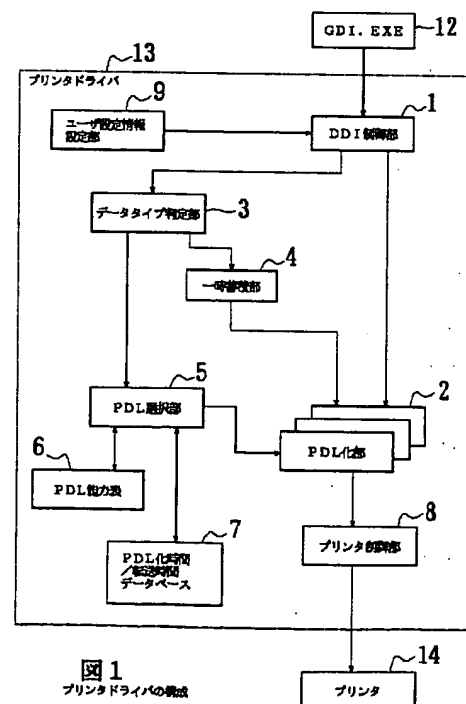 GDI.EXE
12
13
プリンタドライバ
9
ユーザ設定情報
設定部
1
DDI制御部
データタイプ判定部
3
4
一時蓄積部
5
PDL選択部
2
PDL化部
6
PDL能力表
7
PDL化時間
/転送時間
データベース
8
プリンタ制御部
図1
プリンタドライバの構成
14
プリンタ